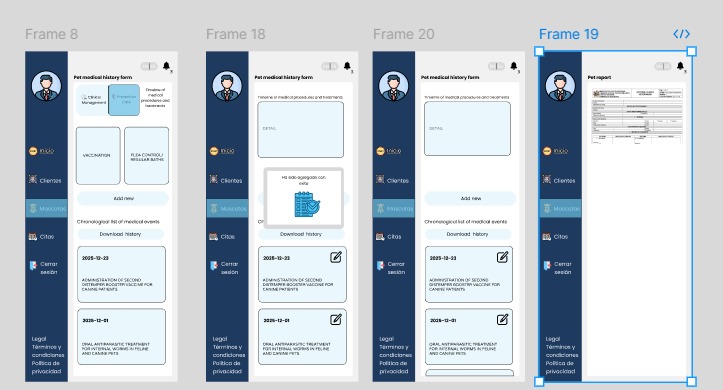 Frame 8
Pet medical history form
Clinical
Management
Preventive
care
Timeline of
medical
procedures and
treatments
Inicio
VACCINATION
FLEA CONTROL/
REGULAR BATHS
Clientes
Add new
Mascotas
Chronological list of medical events
Citas
Download history
2025-12-23
Cerrar
sesión
ADMINISTRATION OF SECOND
DISTEMPER BOOSTER VACCINE FOR
CANINE PATIENTS
2025-12-01
Legal
Términos y
condiciones
Política de
privacidad
ORAL ANTIPARASITIC TREATMENT
FOR INTERNAL WORMS IN FELINE
AND CANINE PETS
Frame 18
Pet medical history form
Timeline of medical procedures and treatments
DETAIL
Inicio
Ha sido agregada con
éxito
Clientes
Mascotas
Ch
Citas
Download history
2025-12-23
Cerrar
sesión
ADMINISTRATION OF SECOND
DISTEMPER BOOSTER VACCINE FOR
CANINE PATIENTS
2025-12-01
Legal
Términos y
condiciones
Política de
privacidad
ORAL ANTIPARASITIC TREATMENT
FOR INTERNAL WORMS IN FELINE
AND CANINE PETS
Frame 20
Pet medical history form
Timeline of medical procedures and treatments
DETAIL
Inicio
Clientes
Add new
Mascotas
Chronological list of medical events
Citas
Download history
2025-12-23
Cerrar
sesión
ADMINISTRATION OF SECOND
DISTEMPER BOOSTER VACCINE FOR
CANINE PATIENTS
2025-12-01
Legal
Términos y
condiciones
Política de
privacidad
ORAL ANTIPARASITIC TREATMENT
FOR INTERNAL WORMS IN FELINE
AND CANINE PETS
Frame 19
</>
Pet report
Inicio
Clientes
Mascotas
Citas
Cerrar
sesión
Legal
Términos y
condiciones
Política de
privacidad